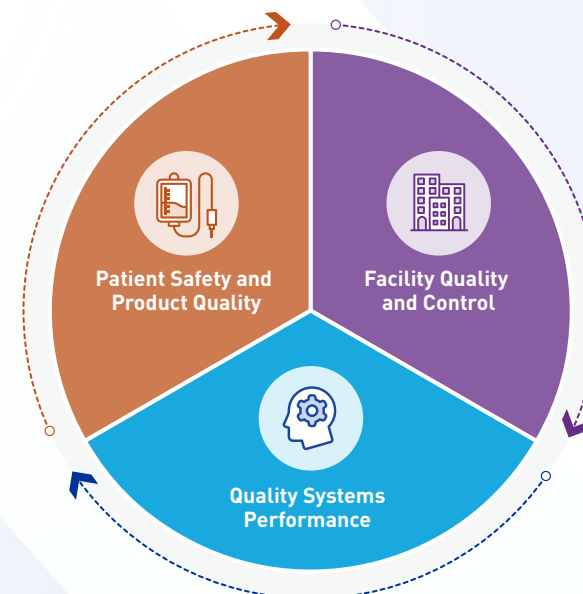 Patient Safety and
Product Quality
Facility Quality
and Control
Quality Systems
Performance